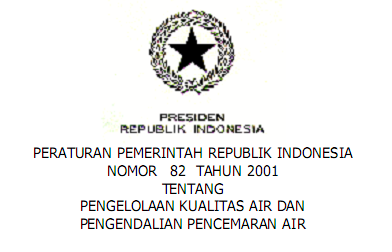 PRESIDEN
REPUBLIK INDONESIA
PERATURAN PEMERINTAH REPUBLIK INDONESIA
NOMOR 82 TAHUN 2001
TENTANG
PENGELOLAAN KUALITAS AIR DAN
PENGENDALIAN PENCEMARAN AIR